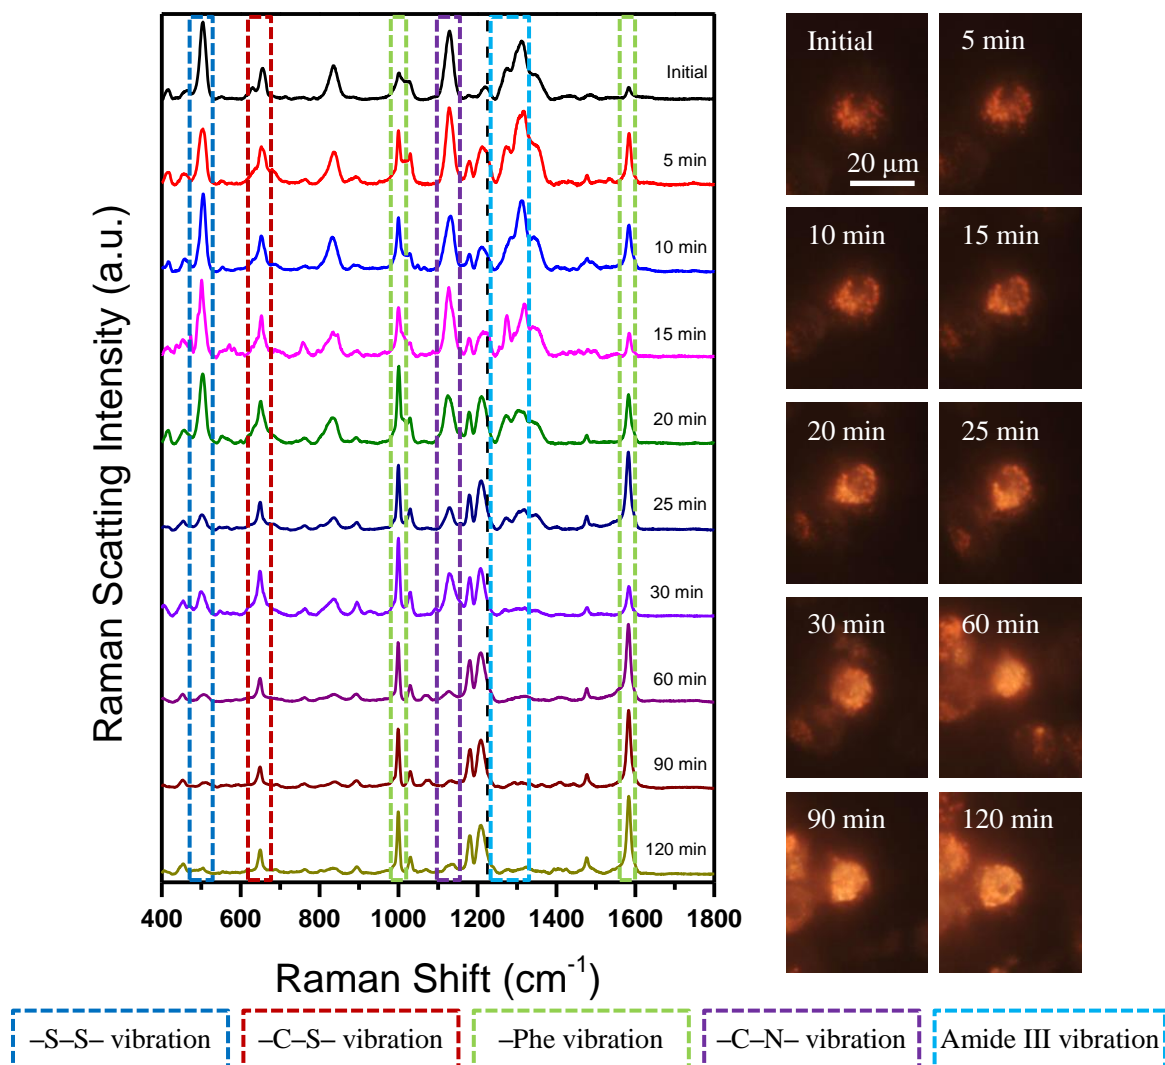 Raman Scatting Intensity (a.u.)
Initial
5 min
10 min
15 min
20 min
25 min
30 min
60 min
90 min
120 min
400 600 800 1000 1200 1400 1600 1800
Raman Shift (cm⁻¹)
Initial
20 μm
5 min
10 min
15 min
20 min
25 min
30 min
60 min
90 min
120 min
–S–S– vibration
–C–S– vibration
–Phe vibration
–C–N– vibration
Amide III vibration